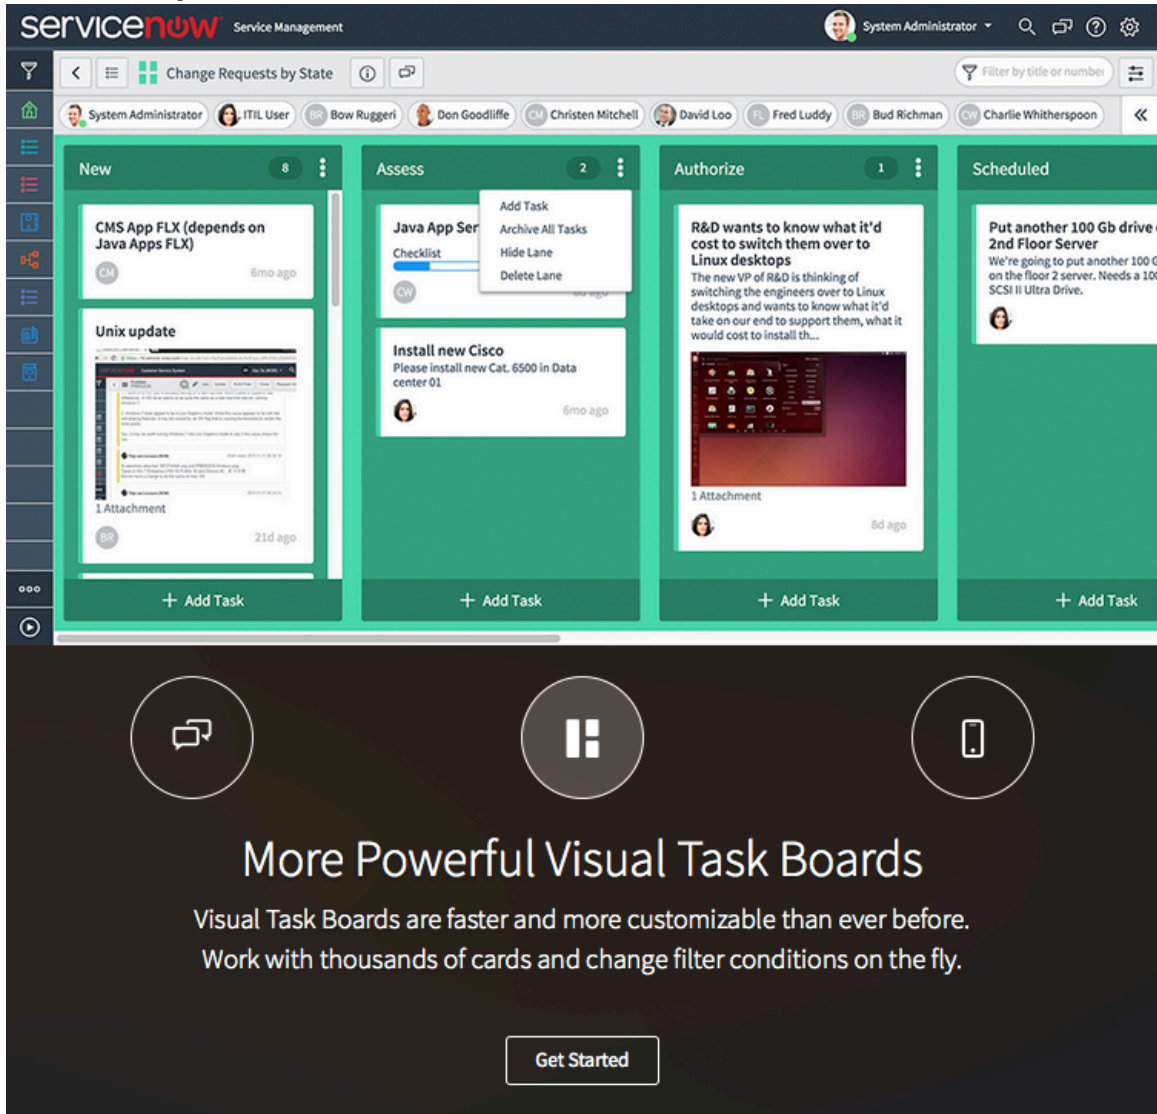 servicenow Service Management
System Administrator
Change Requests by State
Filter by title or number
System Administrator
ITIL User
BR Bow Ruggeri
Don Goodliffe
CM Christen Mitchell
David Loo
FL Fred Luddy
BR Bud Richman
CW Charlie Whitherspoon
New 8
CMS App FLX (depends on
Java Apps FLX)
CM 6mo ago
Unix update
1 Attachment
BR 21d ago
+ Add Task
Assess 2
Add Task
Archive All Tasks
Hide Lane
Delete Lane
Java App Ser
Checklist
CW
Install new Cisco
Please install new Cat. 6500 in Data
center 01
6mo ago
+ Add Task
Authorize 1
R&D wants to know what it'd
cost to switch them over to
Linux desktops
The new VP of R&D is thinking of
switching the engineers over to Linux
desktops and wants to know what it'd
take on our end to support them, what it
would cost to install th...
1 Attachment
8d ago
+ Add Task
Scheduled
Put another 100 Gb drive
2nd Floor Server
We're going to put another 100 G
on the floor 2 server. Needs a 100
SCSI II Ultra Drive.
+ Add Task
More Powerful Visual Task Boards
Visual Task Boards are faster and more customizable than ever before.
Work with thousands of cards and change filter conditions on the fly.
Get Started